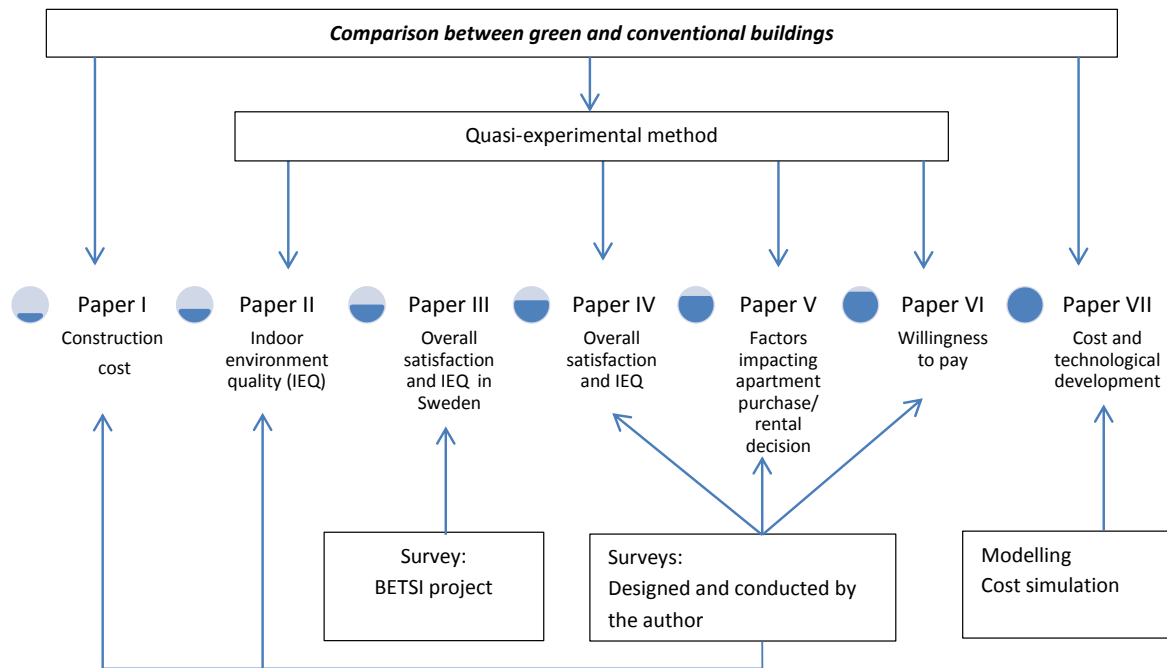 Comparison between green and conventional buildings
Quasi-experimental method
Paper I
Construction
cost
Paper II
Indoor
environment
quality (IEQ)
Paper III
Overall
satisfaction
and IEQ in
Sweden
Paper IV
Overall
satisfaction
and IEQ
Paper V
Factors
impacting
apartment
purchase/
rental
decision
Paper VI
Willingness
to pay
Paper VII
Cost and
technological
development
Survey:
BETSI project
Surveys:
Designed and conducted by
the author
Modelling
Cost simulation